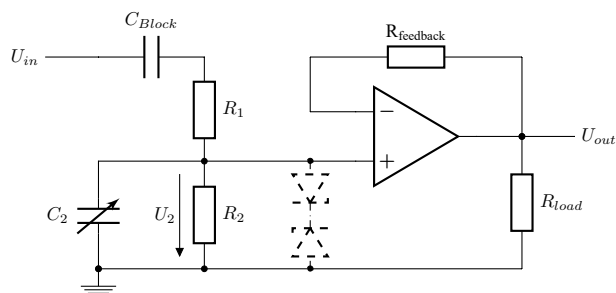 C_Block
R_feedback
U_in
R_1
−
+
U_out
C_2
U_2
R_2
R_load